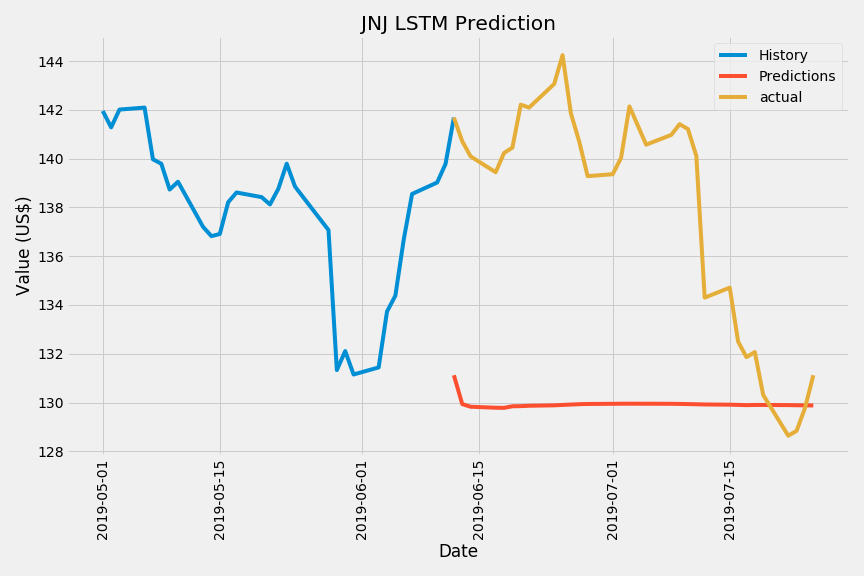 JNJ LSTM Prediction
History
Predictions
actual
Value (US$)
144
142
140
138
136
134
132
130
128
2019-05-01
2019-05-15
2019-06-01
2019-06-15
2019-07-01
2019-07-15
Date